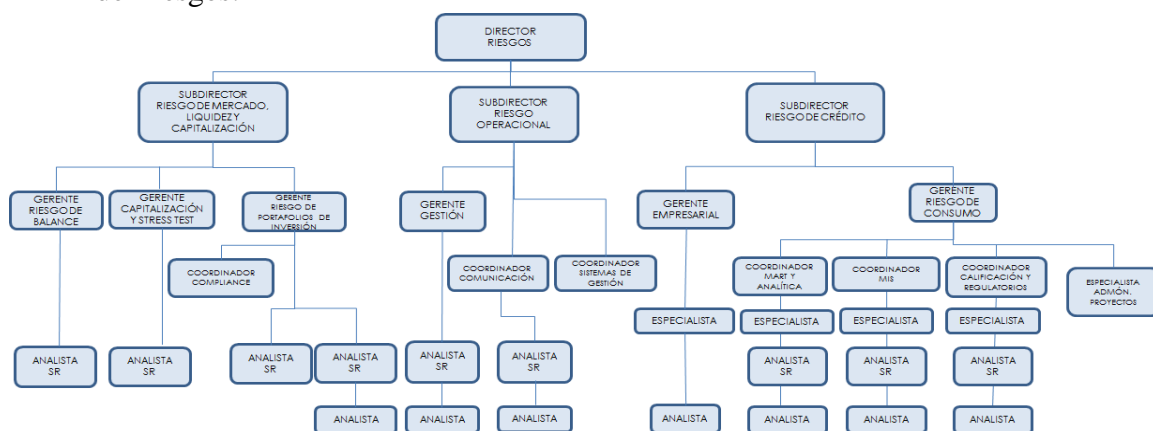 de Riesgos.
DIRECTOR
RIESGOS
SUBDIRECTOR
RIESGO DE MERCADO,
LIQUIDEZ Y
CAPITALIZACIÓN
SUBDIRECTOR
RIESGO
OPERACIONAL
SUBDIRECTOR
RIESGO DE CRÉDITO
GERENTE
RIESGO DE
BALANCE
GERENTE
CAPITALIZACIÓN
Y STRESS TEST
GERENTE
RIESGO DE
PORTAFOLIOS DE
INVERSIÓN
GERENTE
GESTIÓN
GERENTE
EMPRESARIAL
GERENTE
RIESGO DE
CONSUMO
COORDINADOR
COMPLIANCE
COORDINADOR
COMUNICACIÓN
COORDINADOR
SISTEMAS DE
GESTIÓN
COORDINADOR
MART Y
ANALÍTICA
COORDINADOR
MIS
COORDINADOR
CALIFICACIÓN Y
REGULATORIOS
ESPECIALISTA
ADMÓN.
PROYECTOS
ESPECIALISTA
ESPECIALISTA
ESPECIALISTA
ESPECIALISTA
ANALISTA
SR
ANALISTA
SR
ANALISTA
SR
ANALISTA
SR
ANALISTA
SR
ANALISTA
SR
ANALISTA
SR
ANALISTA
SR
ANALISTA
SR
ANALISTA
ANALISTA
ANALISTA
ANALISTA
ANALISTA
ANALISTA
ANALISTA